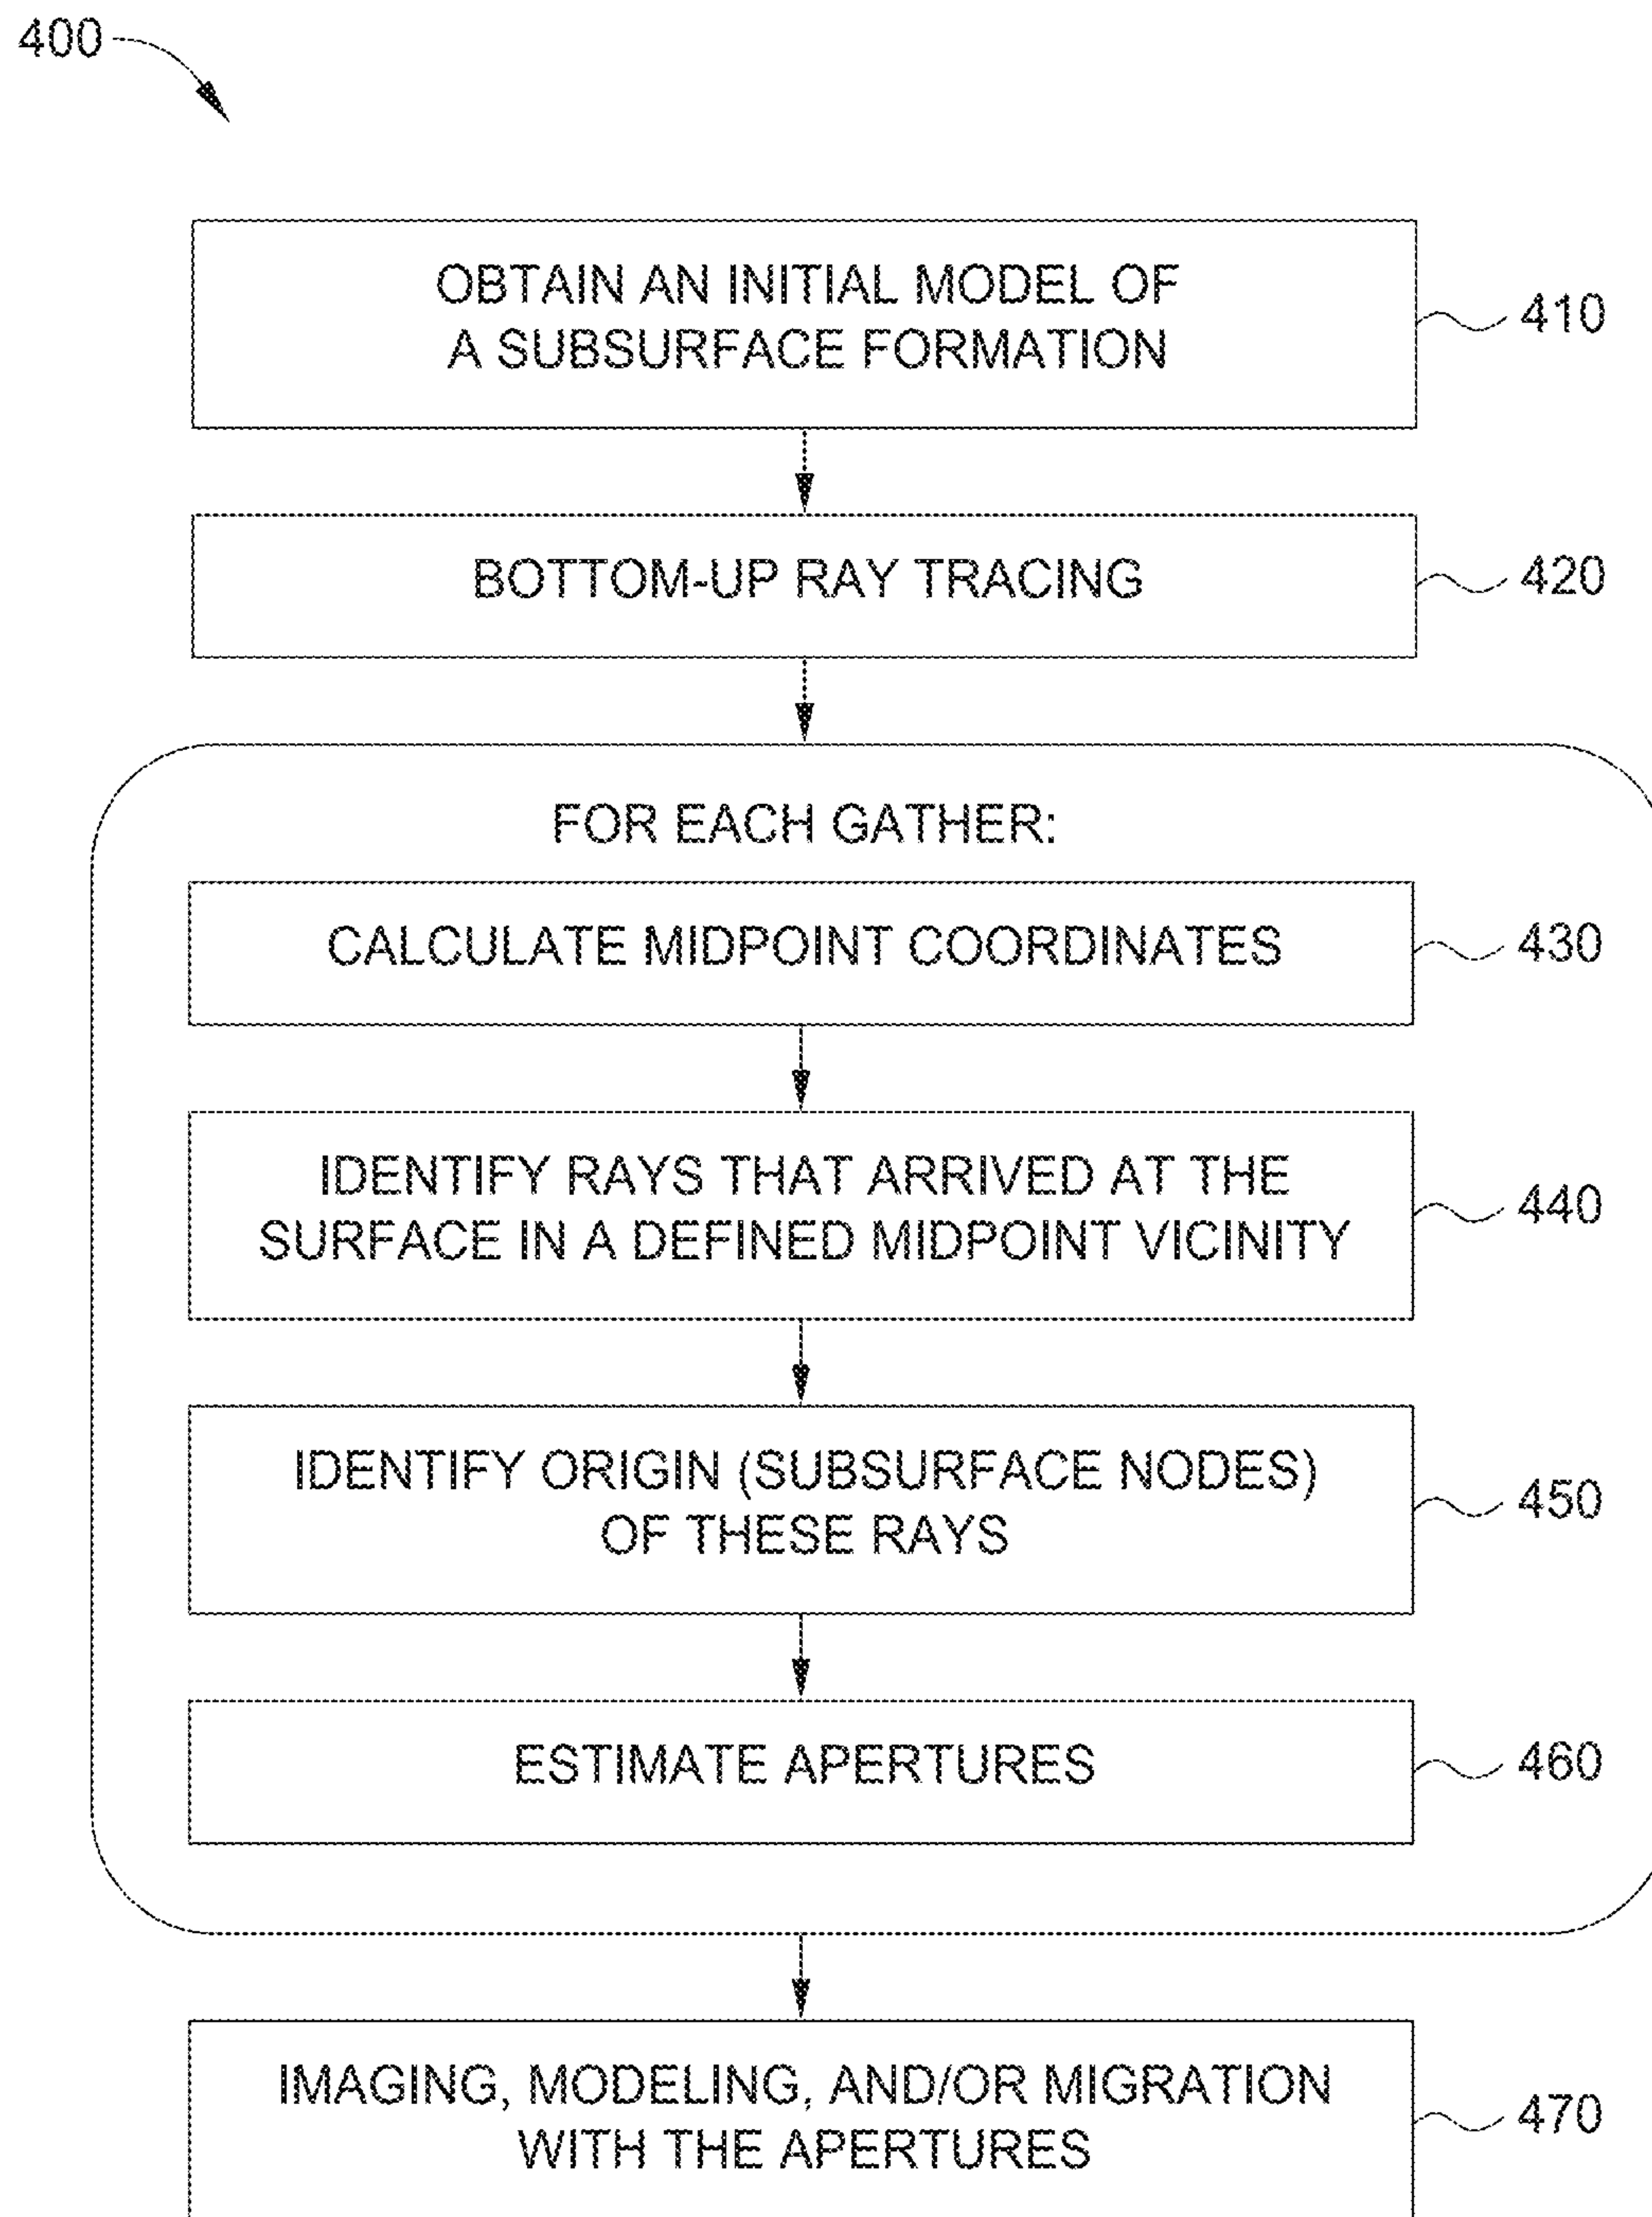 400
OBTAIN AN INITIAL MODEL OF
A SUBSURFACE FORMATION
410
BOTTOM-UP RAY TRACING
420
FOR EACH GATHER:
CALCULATE MIDPOINT COORDINATES
430
IDENTIFY RAYS THAT ARRIVED AT THE
SURFACE IN A DEFINED MIDPOINT VICINITY
440
IDENTIFY ORIGIN (SUBSURFACE NODES)
OF THESE RAYS
450
ESTIMATE APERTURES
460
IMAGING, MODELING, AND/OR MIGRATION
WITH THE APERTURES
470